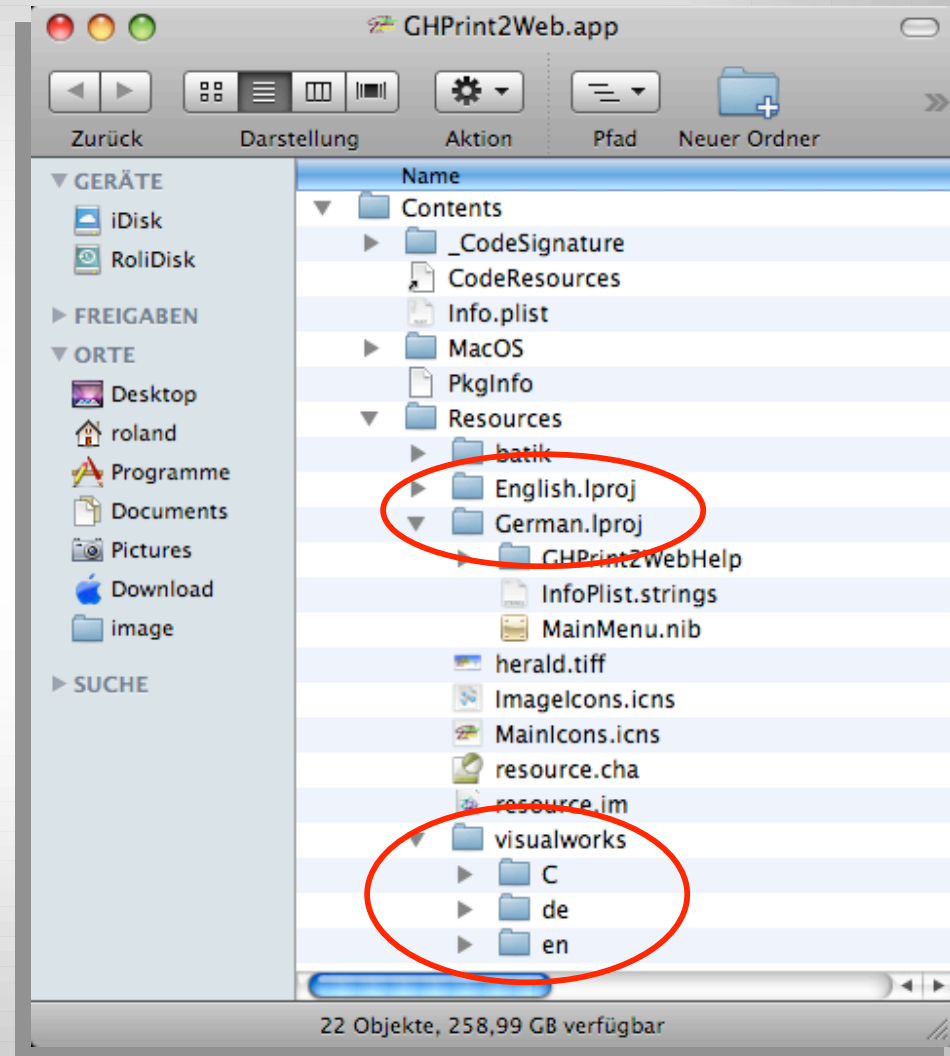 GHPrint2Web.app
Zurück Darstellung Aktion Pfad Neuer Ordner
GERÄTE
iDisk
RoliDisk
FREIGABEN
ORTE
Desktop
roland
Programme
Documents
Pictures
Download
image
SUCHE
Name
Contents
_CodeSignature
CodeResources
Info.plist
MacOS
PkgInfo
Resources
batik
English.lproj
German.lproj
GHPrint2WebHelp
InfoPlist.strings
MainMenu.nib
herald.tiff
ImageIcons.icns
MainIcons.icns
resource.cha
resource.im
visualworks
C
de
en
22 Objekte, 258,99 GB verfügbar